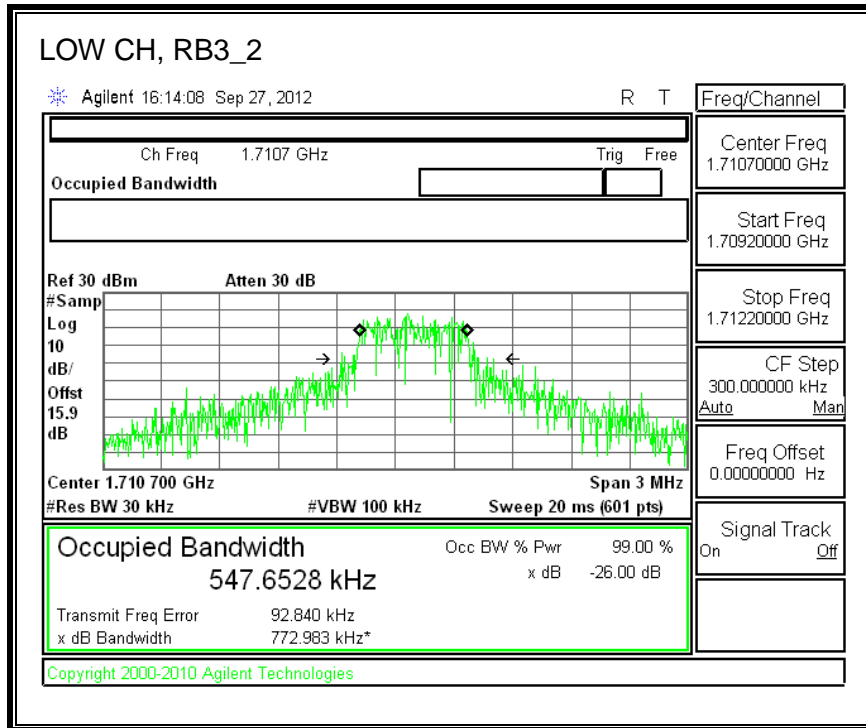 LOW CH, RB3_2
Agilent 16:14:08 Sep 27, 2012 R T
Freq/Channel
Ch Freq 1.7107 GHz Trig Free
Occupied Bandwidth
Center Freq
1.71070000 GHz
Start Freq
1.70920000 GHz
Stop Freq
1.71220000 GHz
CF Step
300.000000 kHz
Auto Man
Freq Offset
0.00000000 Hz
Signal Track
On Off
Ref 30 dBm Atten 30 dB
#Samp
Log
10
dB/
Offst
15.9
dB
Center 1.710 700 GHz Span 3 MHz
#Res BW 30 kHz #VBW 100 kHz Sweep 20 ms (601 pts)
Occupied Bandwidth Occ BW % Pwr 99.00 %
547.6528 kHz x dB -26.00 dB
Transmit Freq Error 92.840 kHz
x dB Bandwidth 772.983 kHz*
Copyright 2000-2010 Agilent Technologies